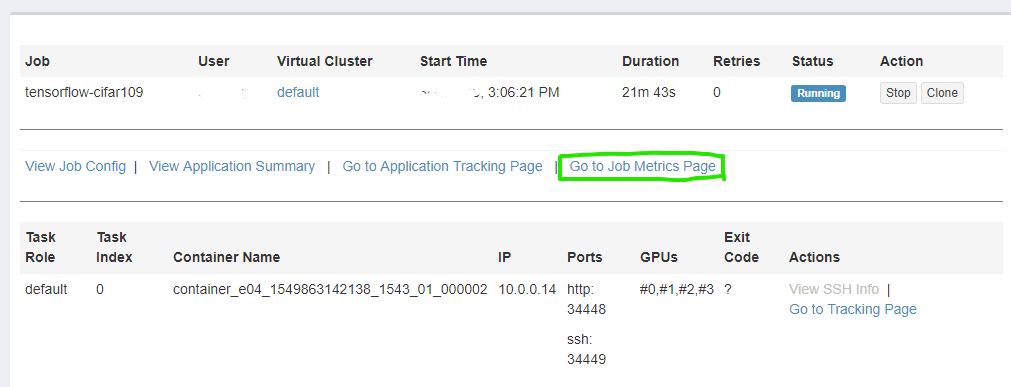 Job User Virtual Cluster Start Time Duration Retries Status Action
tensorflow-cifar109 default 3:06:21 PM 21m 43s 0 Running Stop Clone
View Job Config | View Application Summary | Go to Application Tracking Page | Go to Job Metrics Page
Task Role Task Index Container Name IP Ports GPUs Exit Code Actions
default 0 container_e04_1549863142138_1543_01_000002 10.0.0.14 http: #0,#1,#2,#3 ? View SSH Info |
34448 Go to Tracking Page
ssh:
34449